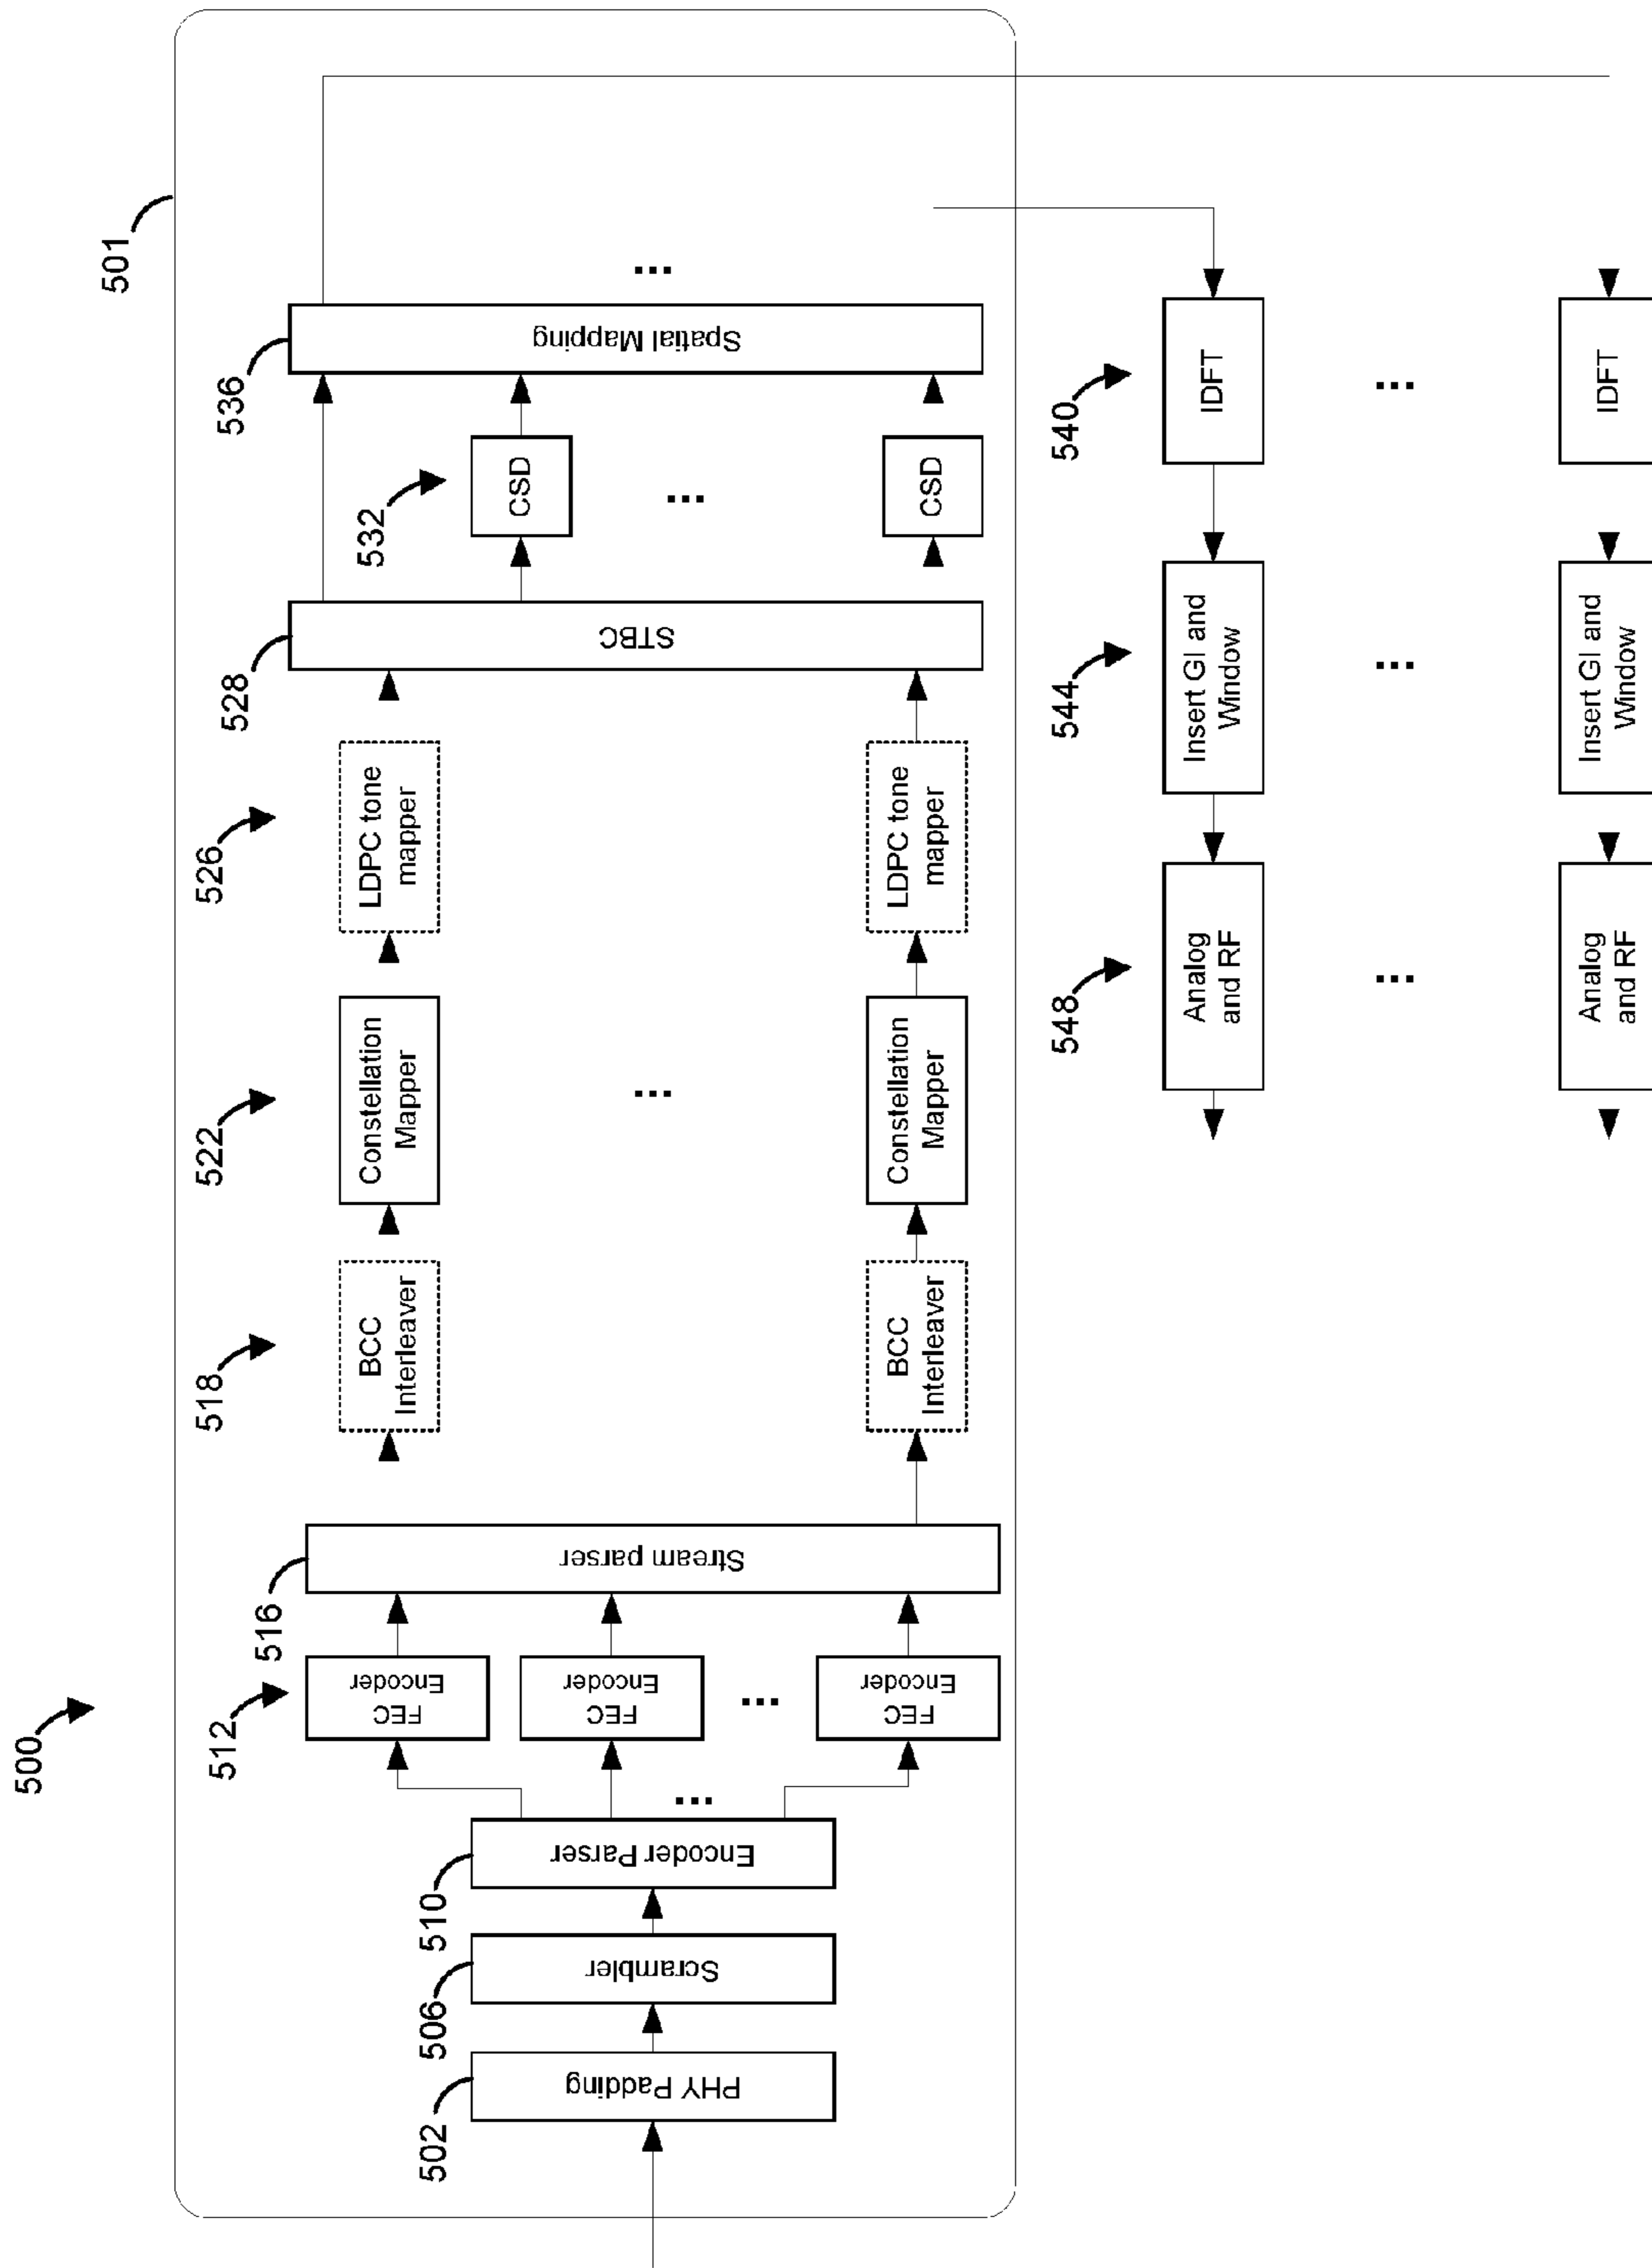 500
501
502
PHY Padding
506
Scrambler
510
Encoder Parser
...
512
FEC
Encoder
FEC
Encoder
...
FEC
Encoder
516
Stream parser
518
BCC
Interleaver
BCC
Interleaver
522
Constellation
Mapper
...
Constellation
Mapper
526
LDPC tone
mapper
LDPC tone
mapper
528
STBC
532
CSD
...
CSD
536
Spatial Mapping
...
540
IDFT
...
IDFT
544
Insert GI and
Window
...
Insert GI and
Window
548
Analog
and RF
...
Analog
and RF